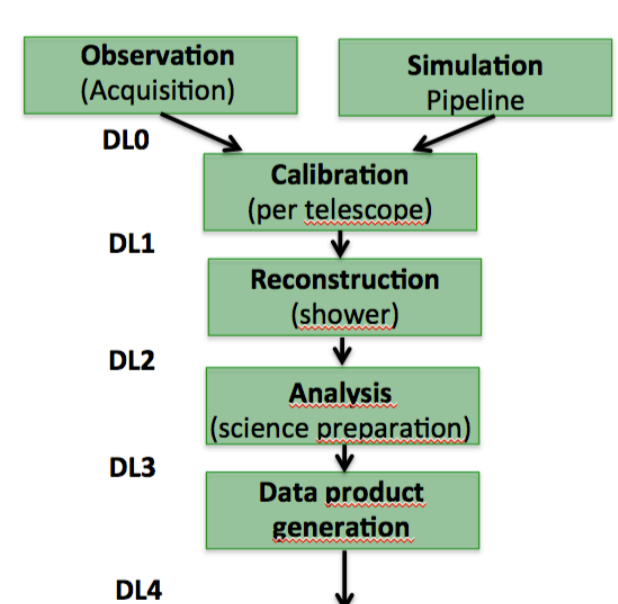 Observation
(Acquisition)
Simulation
Pipeline
DL0
Calibration
(per telescope)
DL1
Reconstruction
(shower)
DL2
Analysis
(science preparation)
DL3
Data product
generation
DL4